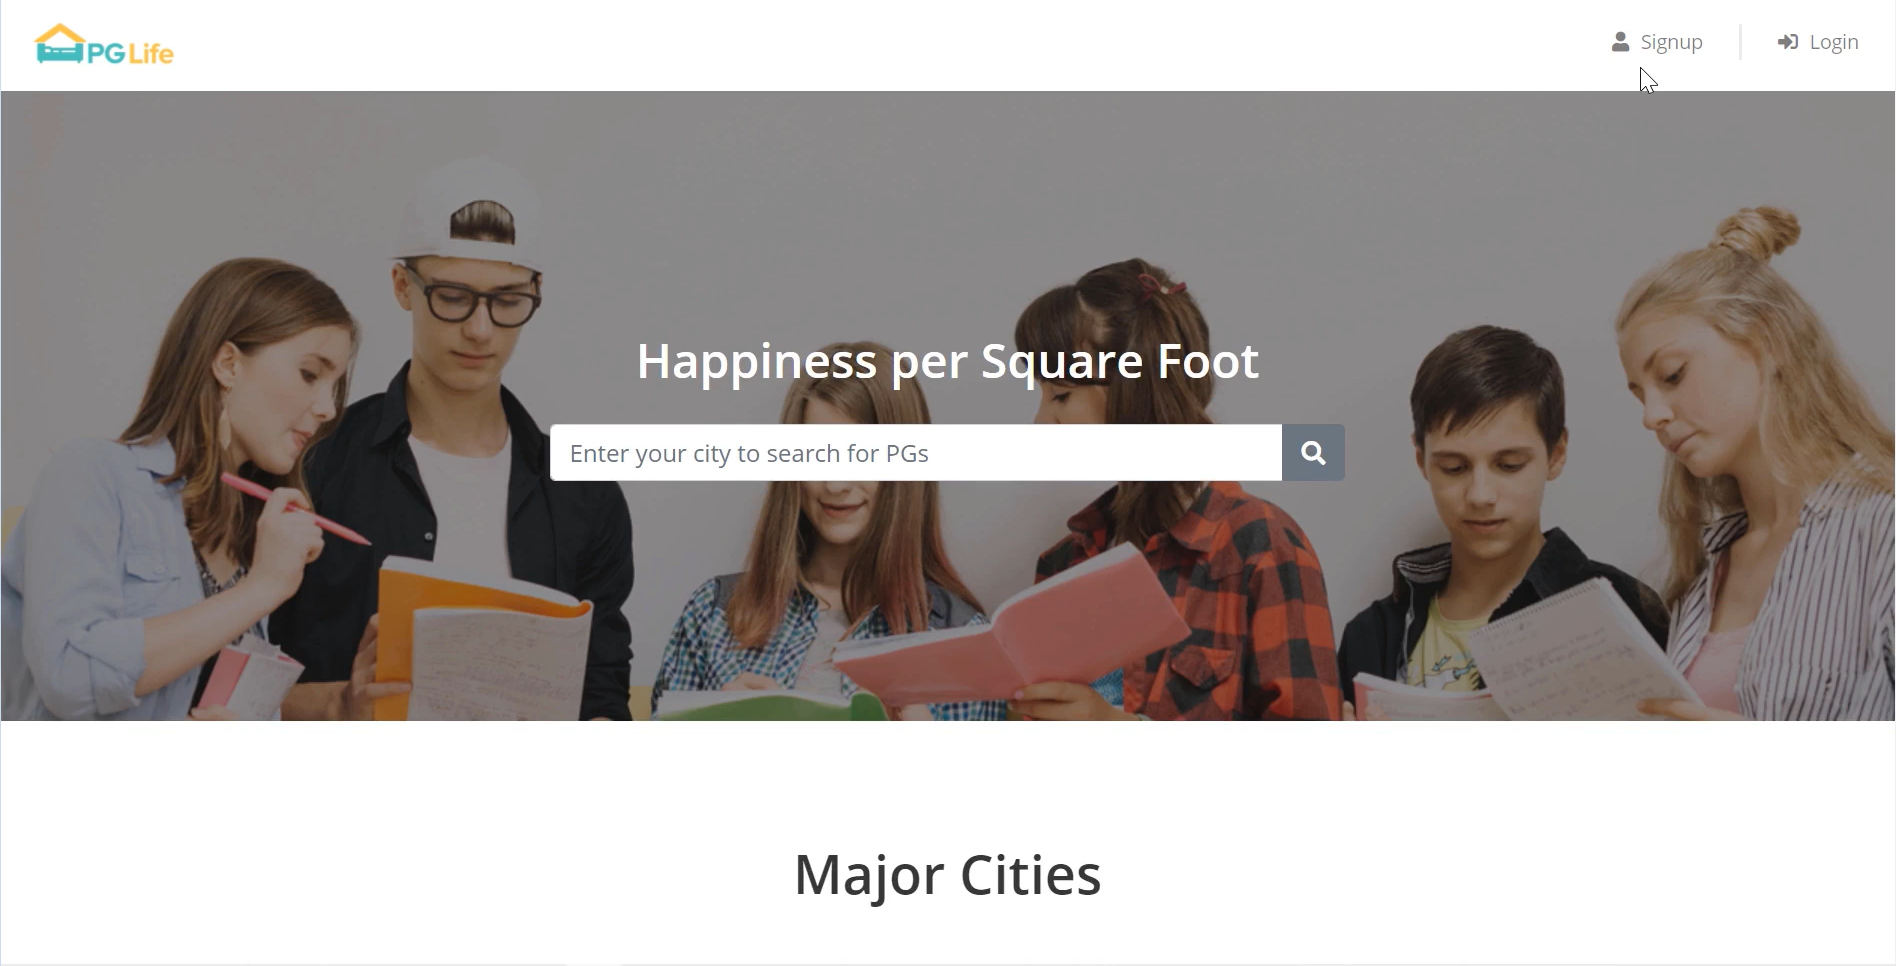 PG Life
Signup
Login
Happiness per Square Foot
Enter your city to search for PGs
Major Cities